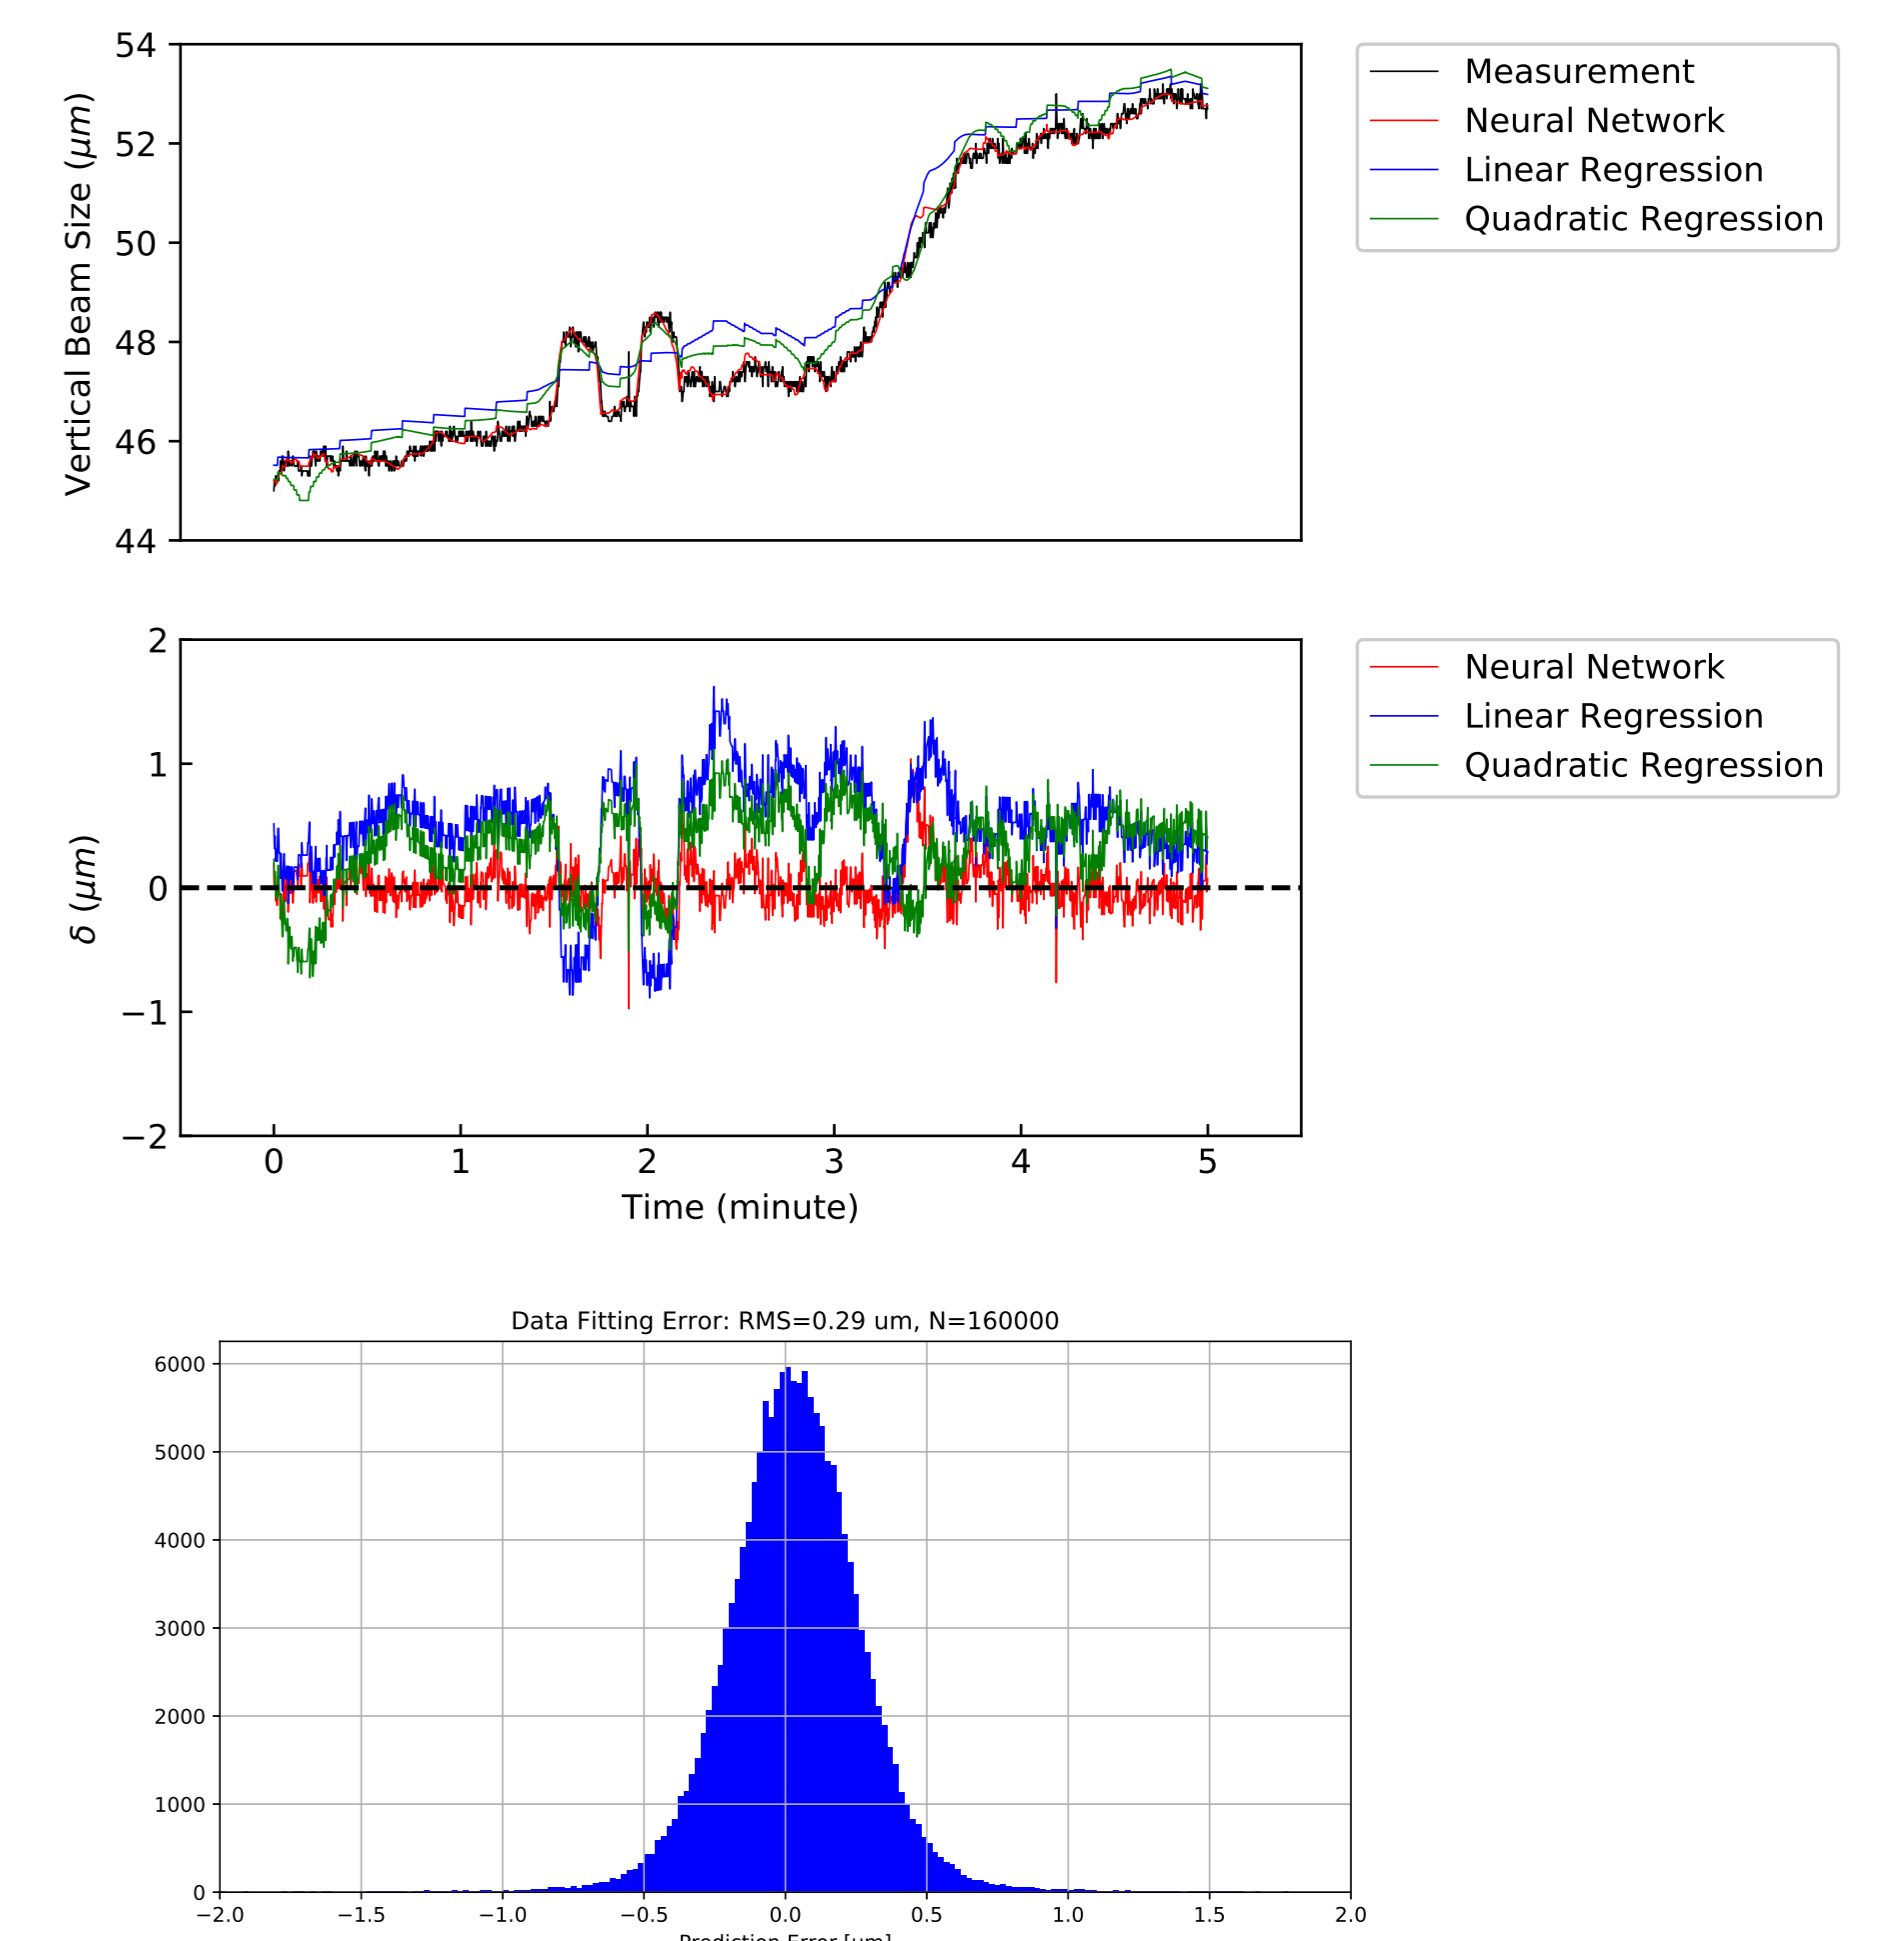 54
52
50
48
46
44
Vertical Beam Size (μm)
Measurement
Neural Network
Linear Regression
Quadratic Regression
2
1
0
−1
−2
δ (μm)
0 1 2 3 4 5
Time (minute)
Neural Network
Linear Regression
Quadratic Regression
Data Fitting Error: RMS=0.29 um, N=160000
6000
5000
4000
3000
2000
1000
0
−2.0 −1.5 −1.0 −0.5 0.0 0.5 1.0 1.5 2.0
Prediction Error [um]